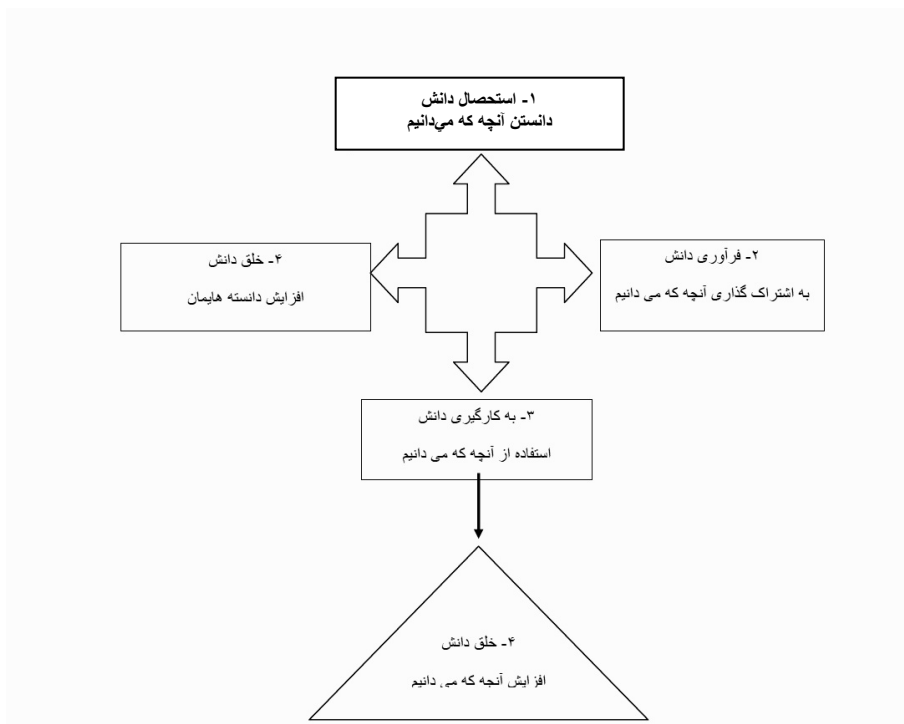 ۱- استحصال دانش
دانستن آنچه که می‌دانیم
۲- فرآوری دانش
به اشتراک گذاری آنچه که می دانیم
۳- به کارگیری دانش
استفاده از آنچه که می دانیم
۴- خلق دانش
افزایش دانسته هایمان
۴- خلق دانش
افزایش آنچه که می دانیم